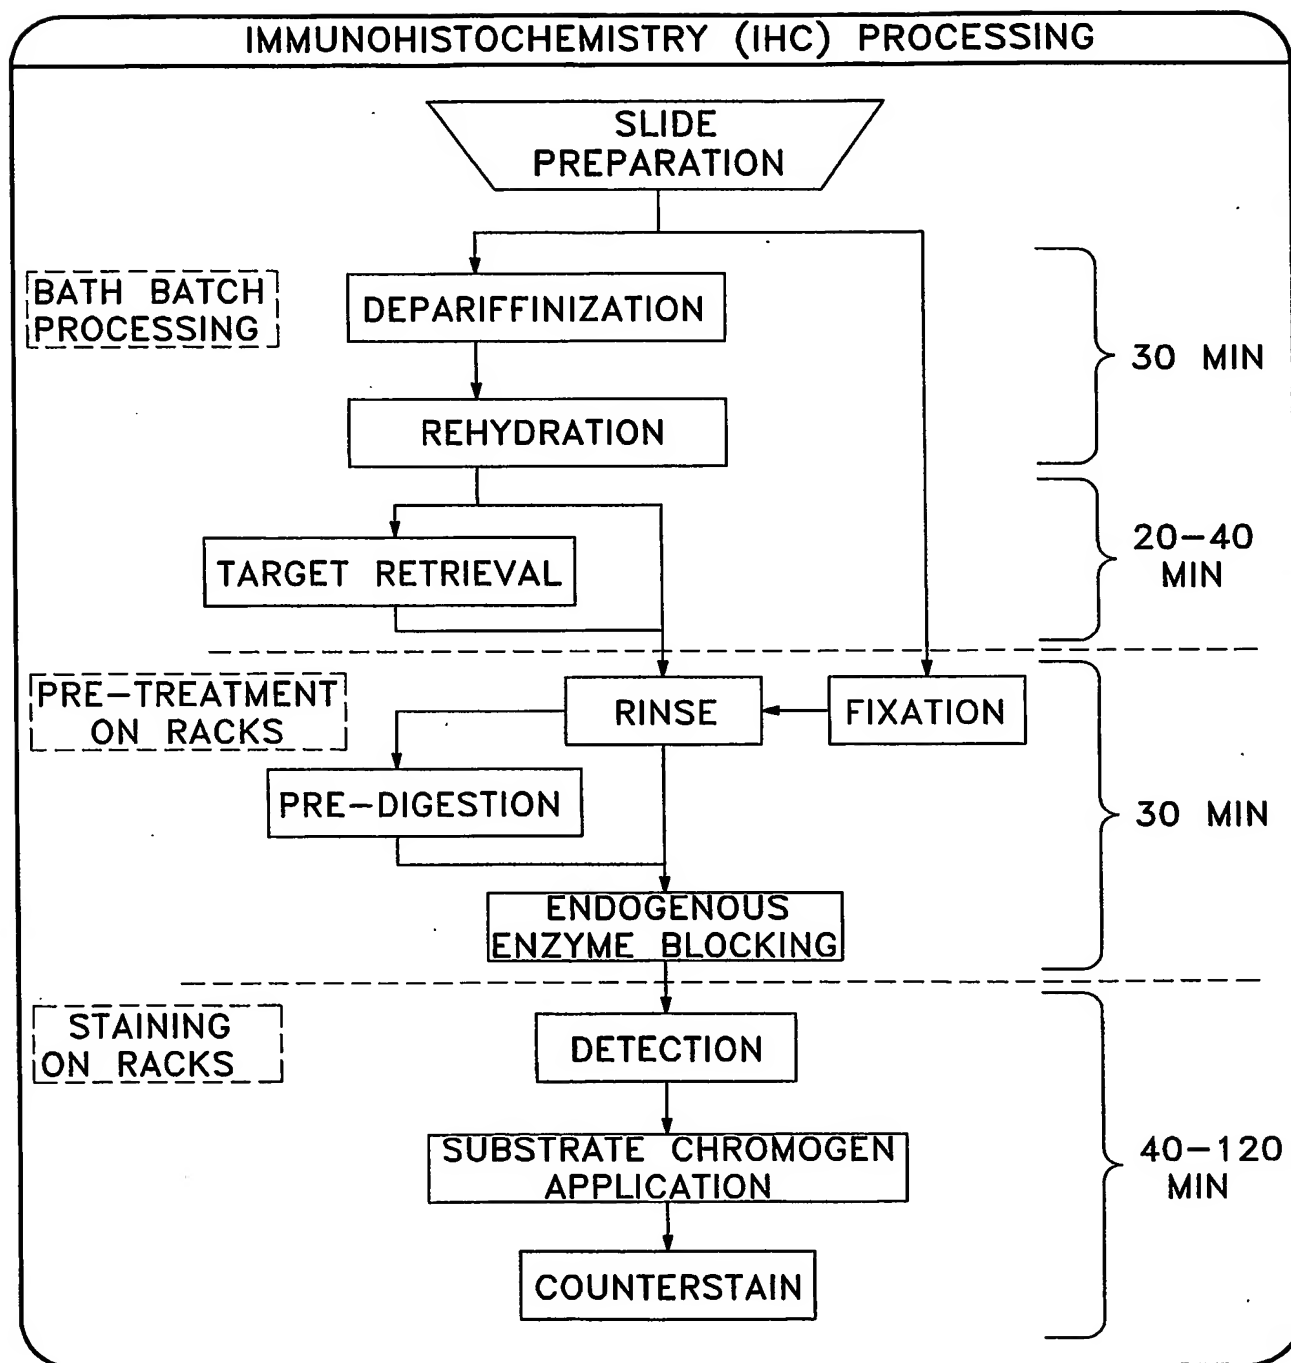 IMMUNOHISTOCHEMISTRY (IHC) PROCESSING
SLIDE
PREPARATION
BATH BATCH
PROCESSING
DEPARIFFINIZATION
30 MIN
REHYDRATION
TARGET RETRIEVAL
20-40
MIN
PRE-TREATMENT
ON RACKS
RINSE
FIXATION
PRE-DIGESTION
30 MIN
ENDOGENOUS
ENZYME BLOCKING
STAINING
ON RACKS
DETECTION
SUBSTRATE CHROMOGEN
APPLICATION
40-120
MIN
COUNTERSTAIN